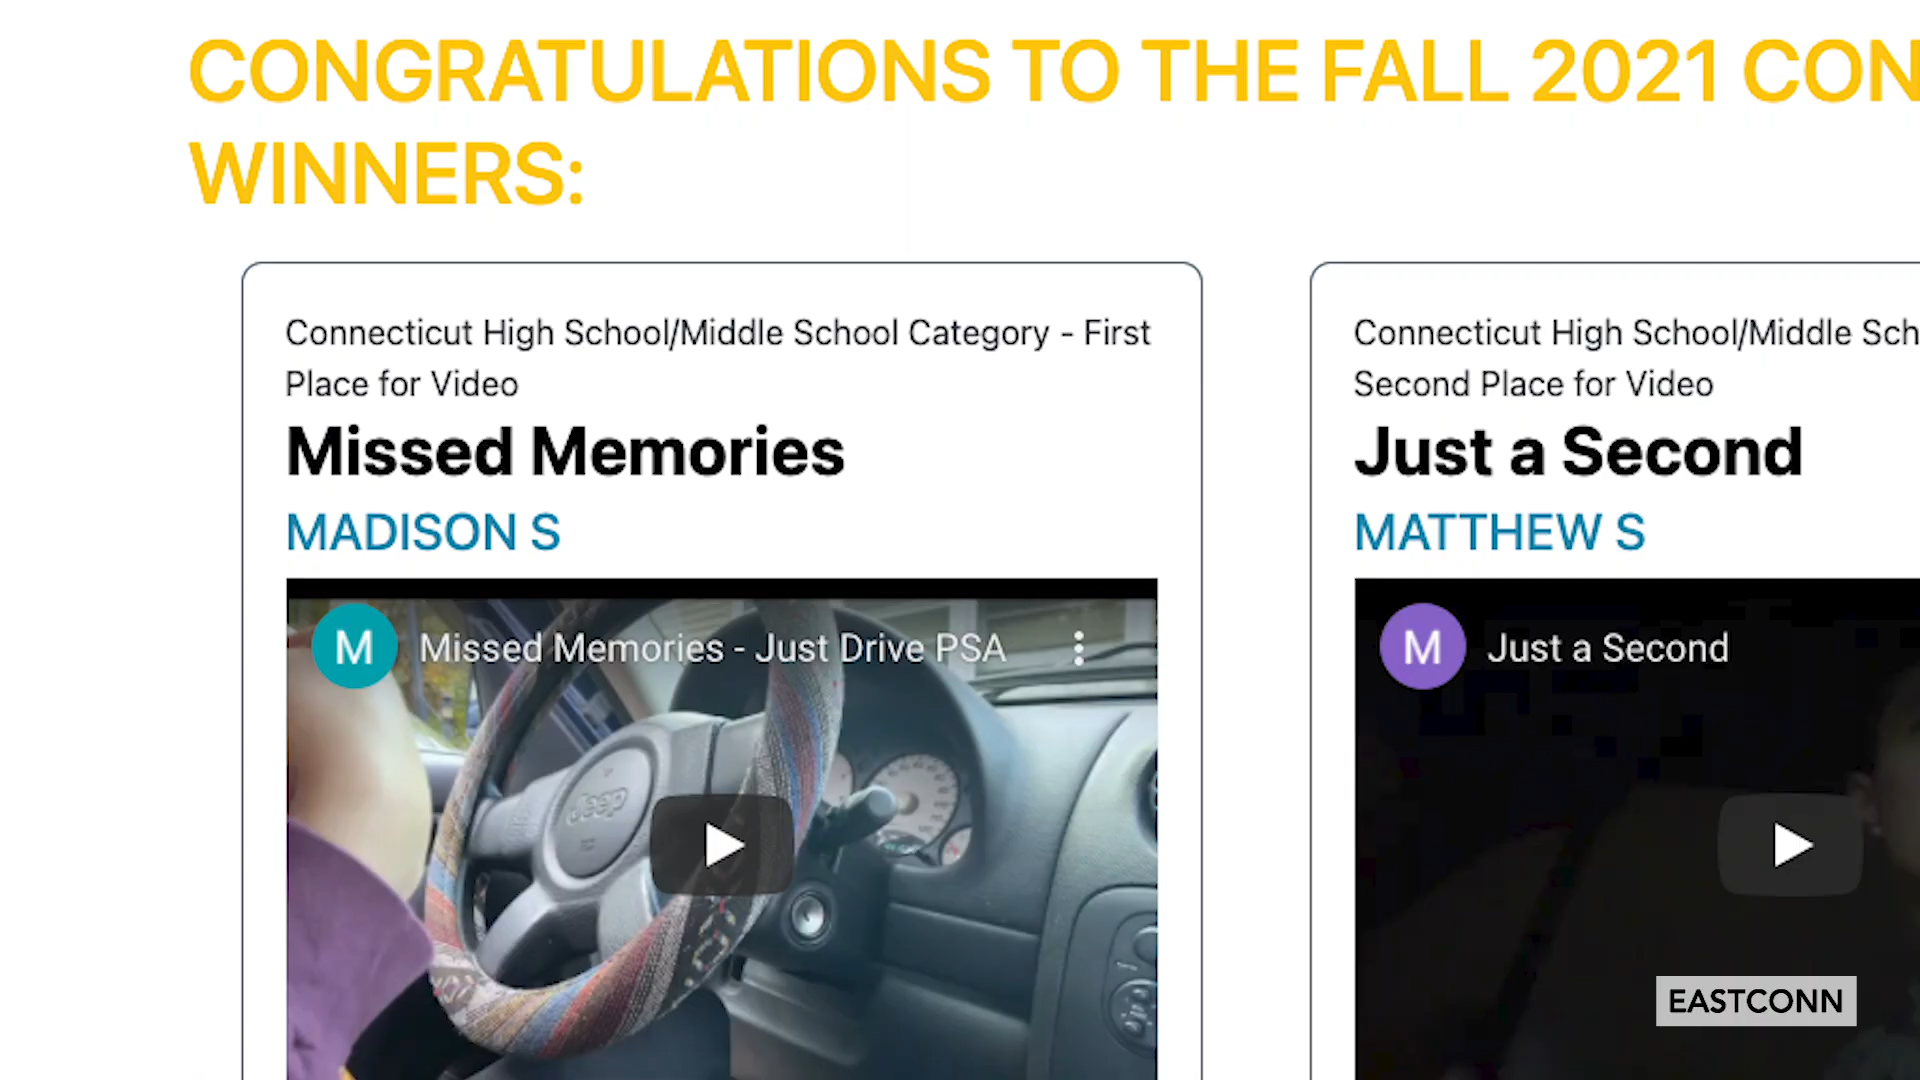 CONGRATULATIONS TO THE FALL 2021 CON
WINNERS:
Connecticut High School/Middle School Category - First
Place for Video
Missed Memories
MADISON S
M
Missed Memories - Just Drive PSA
Jeep
Connecticut High School/Middle Sch
Second Place for Video
Just a Second
MATTHEW S
M
Just a Second
EASTCONN